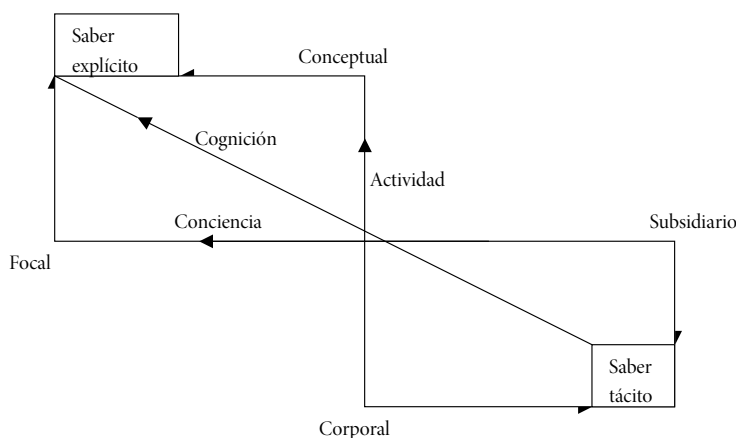 Saber
explícito
Conceptual
Cognición
Actividad
Conciencia
Subsidiario
Focal
Saber
tácito
Corporal